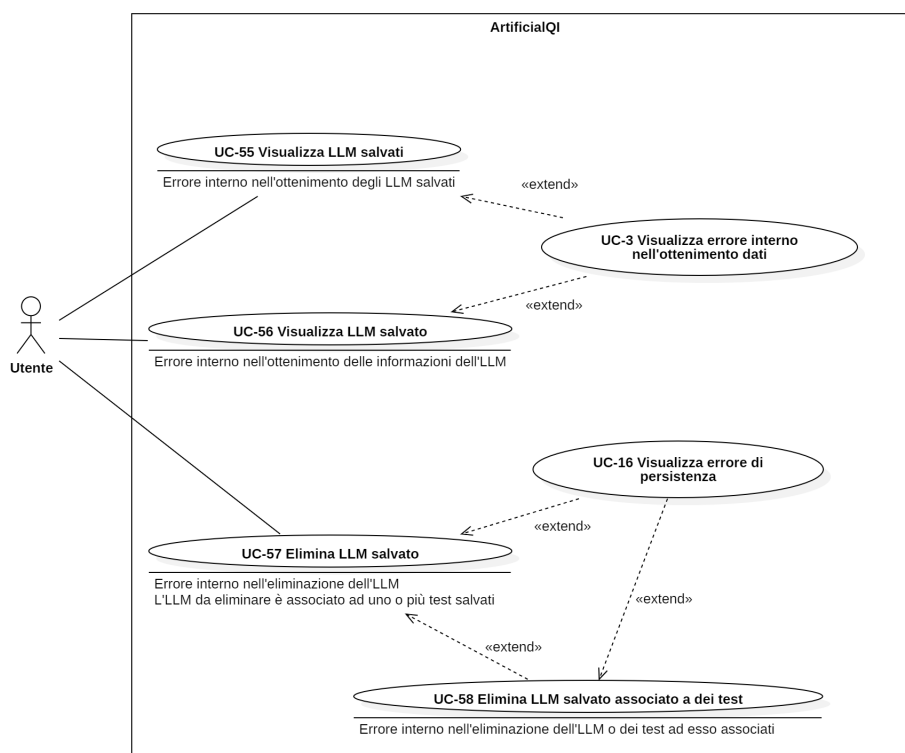 ArtificialQI
UC-55 Visualizza LLM salvati
Errore interno nell'ottenimento degli LLM salvati
«extend»
UC-3 Visualizza errore interno
nell'ottenimento dati
«extend»
UC-56 Visualizza LLM salvato
Errore interno nell'ottenimento delle informazioni dell'LLM
Utente
UC-16 Visualizza errore di
persistenza
«extend»
UC-57 Elimina LLM salvato
Errore interno nell'eliminazione dell'LLM
L'LLM da eliminare è associato ad uno o più test salvati
«extend»
«extend»
UC-58 Elimina LLM salvato associato a dei test
Errore interno nell'eliminazione dell'LLM o dei test ad esso associati